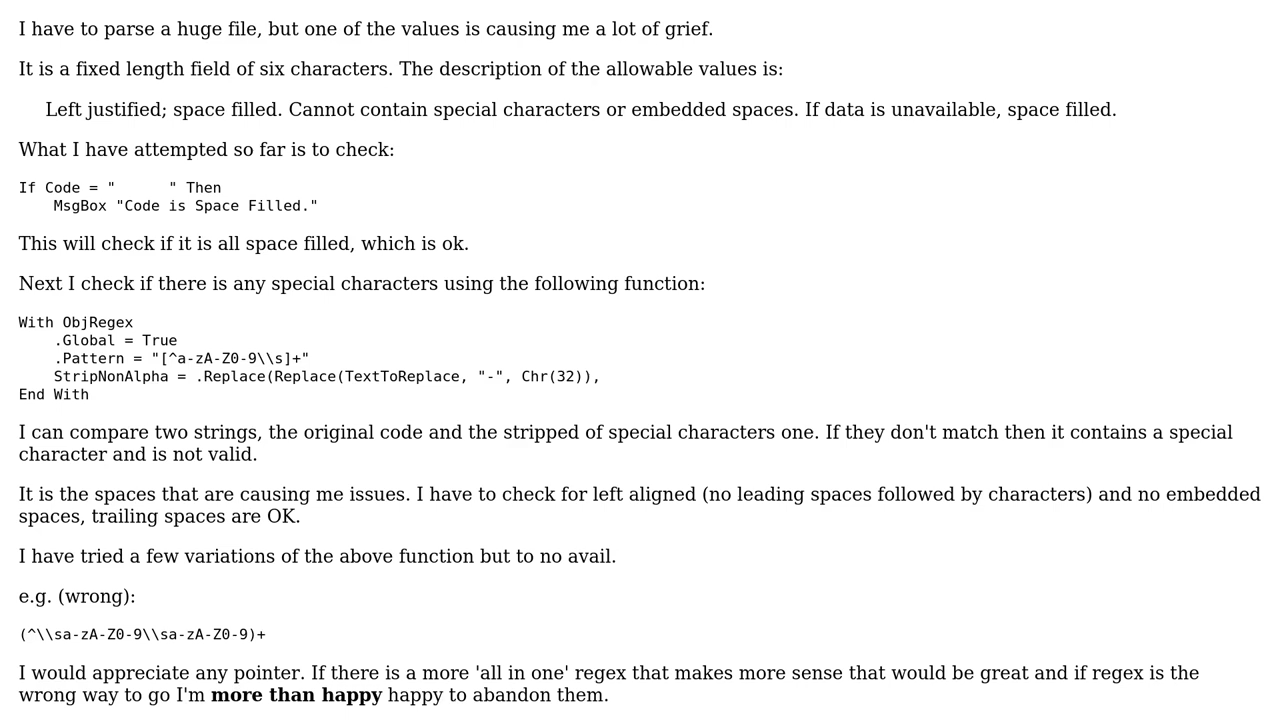 I have to parse a huge file, but one of the values is causing me a lot of grief.
It is a fixed length field of six characters. The description of the allowable values is:
Left justified; space filled. Cannot contain special characters or embedded spaces. If data is unavailable, space filled.
What I have attempted so far is to check:
If Code = "      " Then
    MsgBox "Code is Space Filled."
This will check if it is all space filled, which is ok.
Next I check if there is any special characters using the following function:
With ObjRegex
    .Global = True
    .Pattern = "[^a-zA-Z0-9\\s]+"
    StripNonAlpha = .Replace(Replace(TextToReplace, "-", Chr(32)),
End With
I can compare two strings, the original code and the stripped of special characters one. If they don't match then it contains a special
character and is not valid.
It is the spaces that are causing me issues. I have to check for left aligned (no leading spaces followed by characters) and no embedded
spaces, trailing spaces are OK.
I have tried a few variations of the above function but to no avail.
e.g. (wrong):
(^\\sa-zA-Z0-9\\sa-zA-Z0-9)+
I would appreciate any pointer. If there is a more 'all in one' regex that makes more sense that would be great and if regex is the
wrong way to go I'm more than happy happy to abandon them.